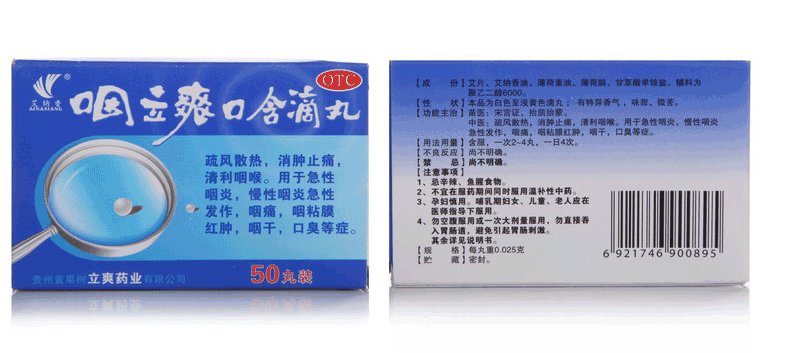 艾纳香
AINAXIANG
咽立爽口含滴丸
OTC
疏风散热，消肿止痛，
清利咽喉。用于急性
咽炎，慢性咽炎急性
发作，咽痛，咽粘膜
红肿，咽干，口臭等症。
贵州黄果树立爽药业有限公司
50丸装
[成 份] 艾片、艾纳香油、薄荷素油、薄荷脑、甘草酸单铵盐、辅料为
聚乙二醇6000。
[性 状] 本品为白色至浅黄色滴丸；有特异香气，味甜、微苦。
[功能主治] 苗医：宋宫证，抬屈抬蒙。
中医：疏风散热，消肿止痛，清利咽喉。用于急性咽炎，慢性咽炎
急性发作，咽痛，咽粘膜红肿，咽干，口臭等症。
[用法用量] 含服，一次2~4丸，一日4次。
[不良反应] 尚不明确。
[禁 忌] 尚不明确。
[注意事项]
1、忌辛辣、鱼腥食物。
2、不宜在服药期间同时服用温补性中药。
3、孕妇慎用。哺乳期妇女、儿童、老人应在
医师指导下服用。
4、勿空腹服用或一次大剂量服用，勿直接吞
入胃肠道，避免引起胃肠刺激。
其余详见说明书。
[规 格] 每丸重0.025克
[贮 藏] 密封。
6 921746 900895